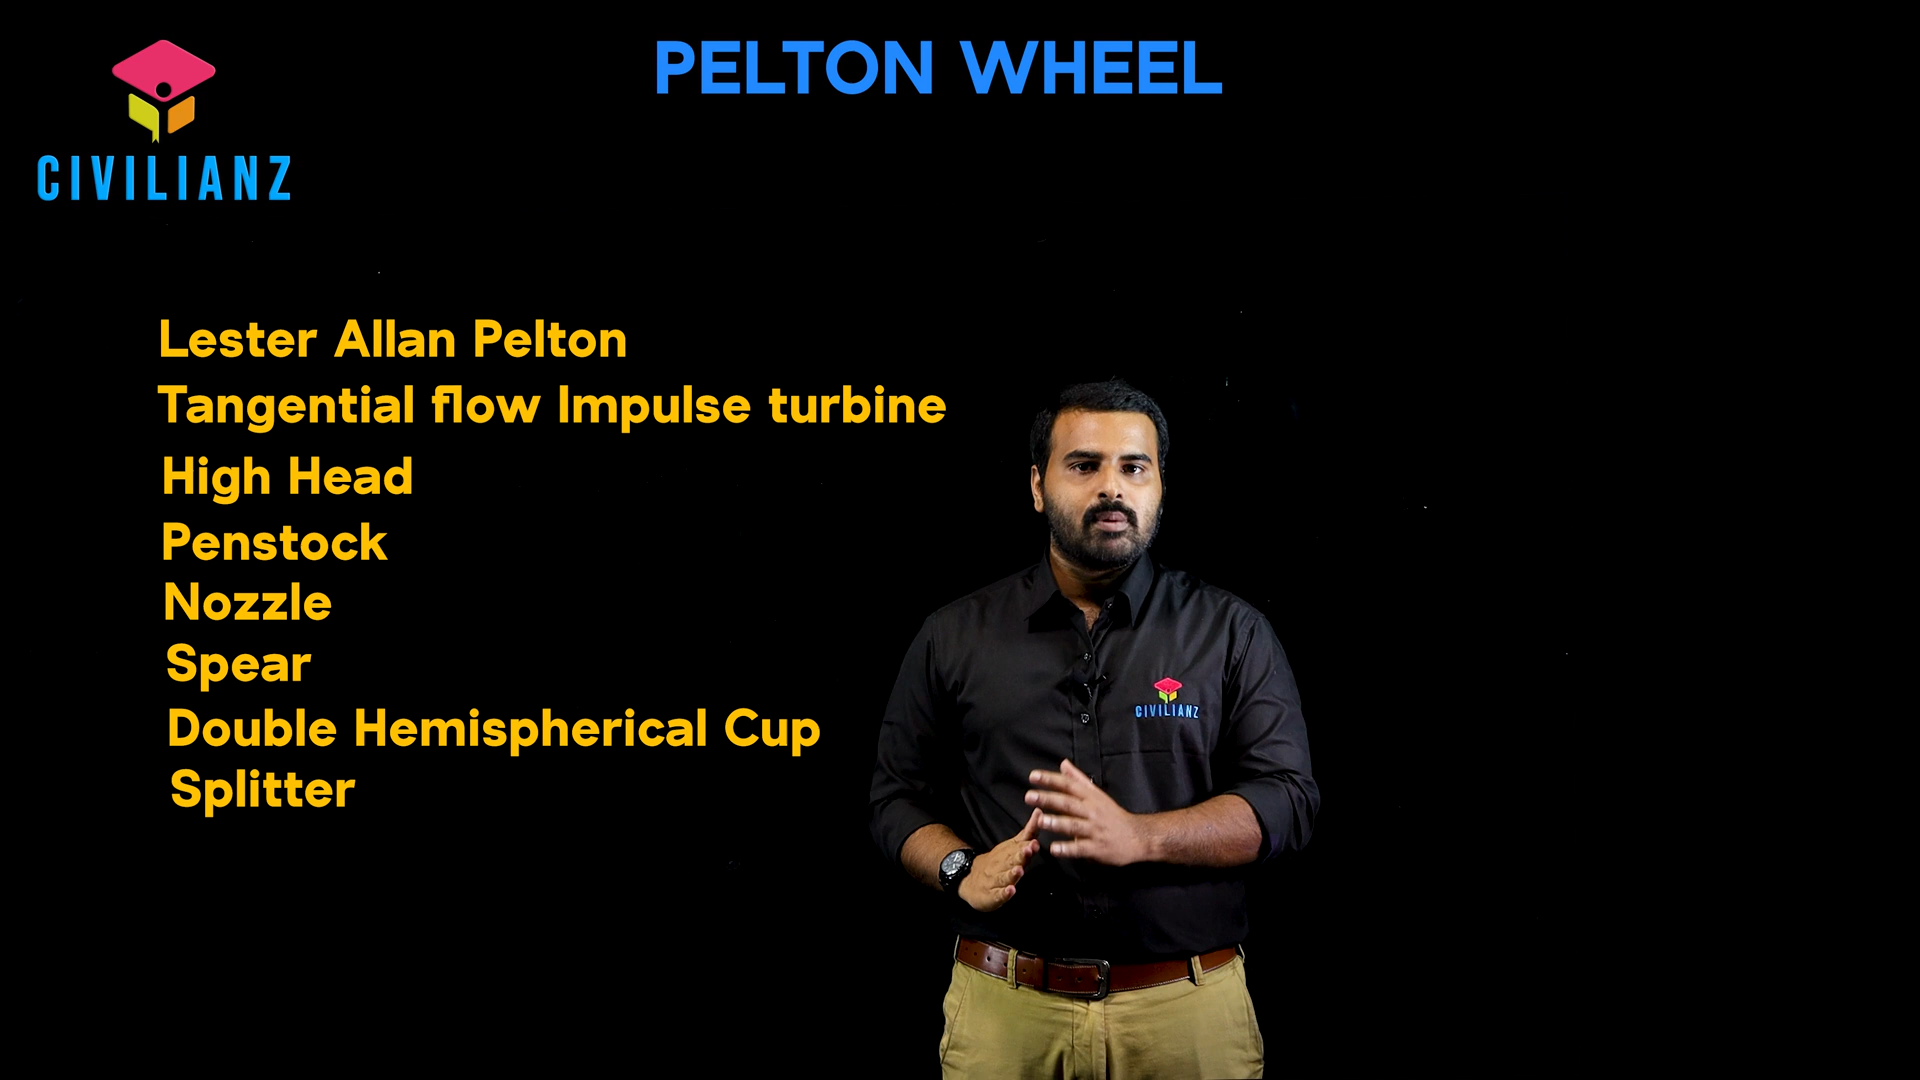 PELTON WHEEL
CIVILIANZ
Lester Allan Pelton
Tangential flow Impulse turbine
High Head
Penstock
Nozzle
Spear
Double Hemispherical Cup
Splitter
CIVILIANZ